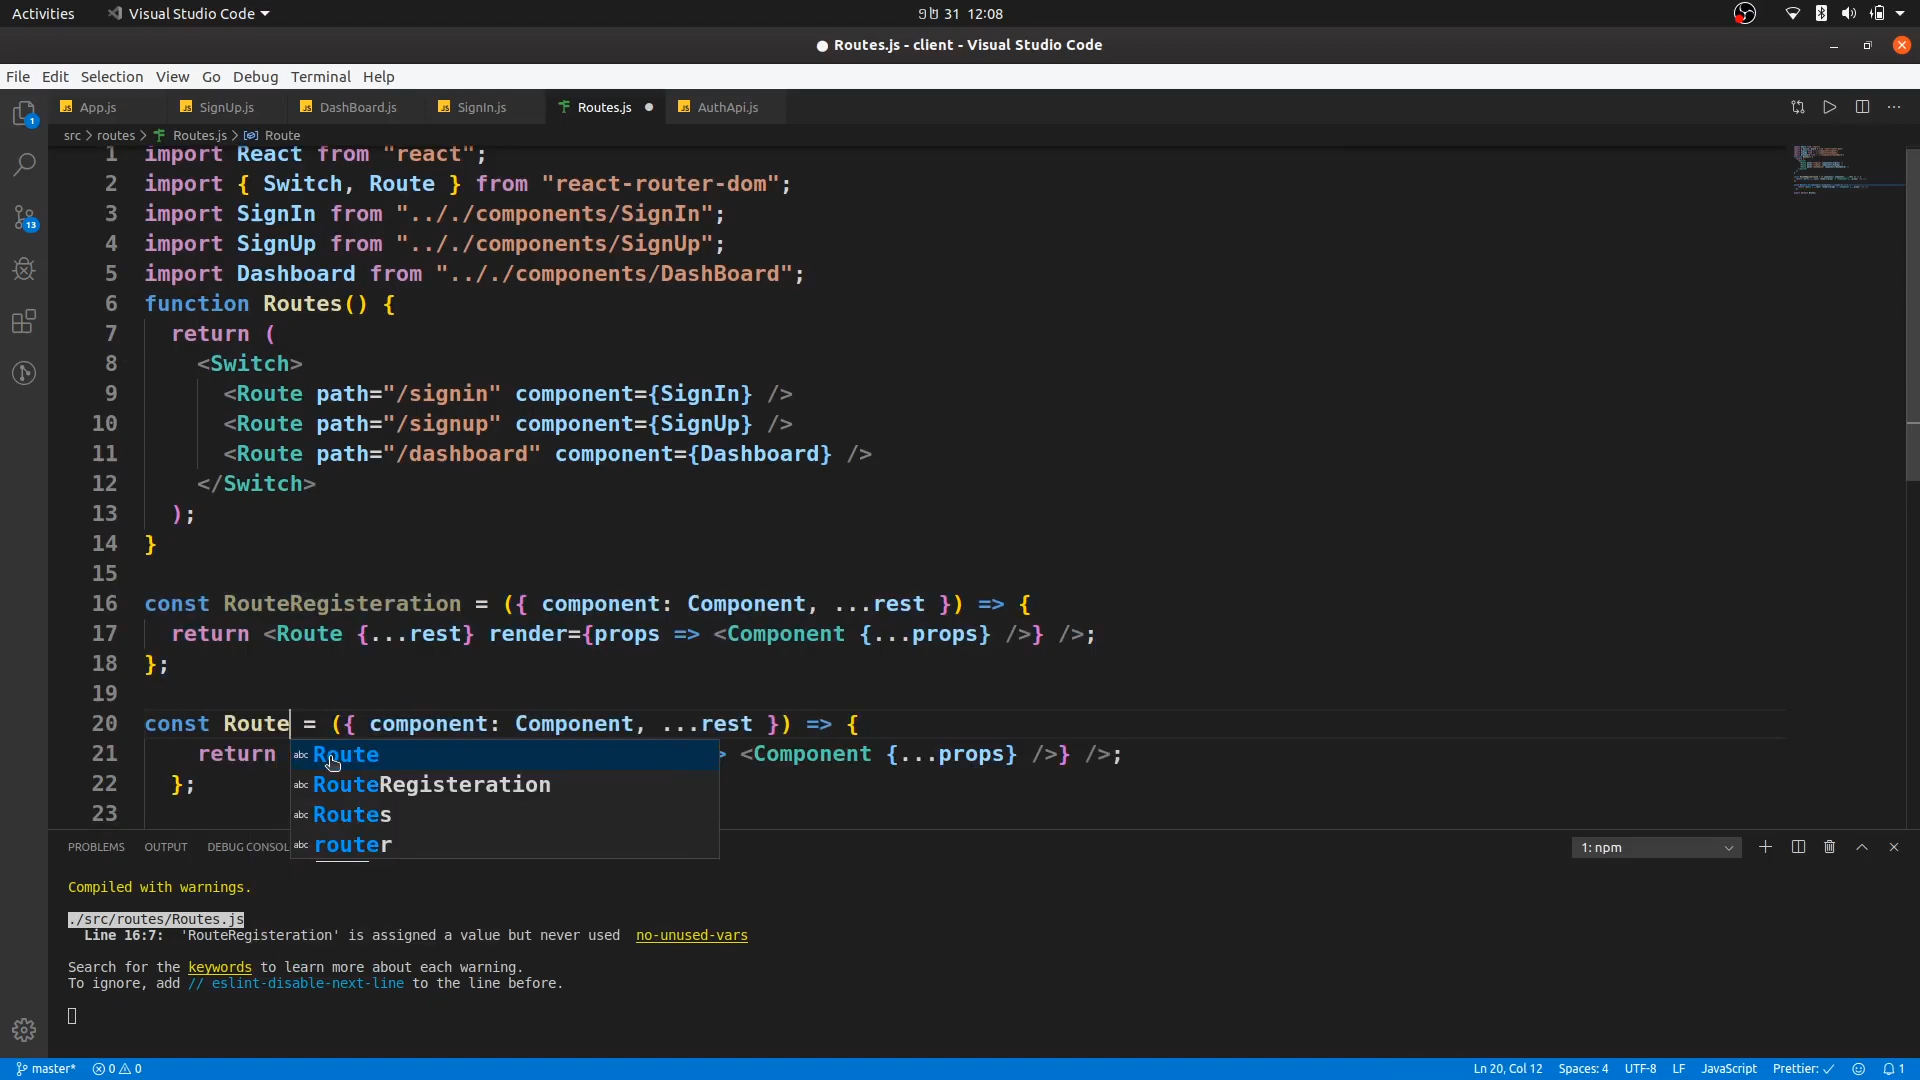 Activities
Visual Studio Code
31 12:08
Routes.js - client - Visual Studio Code
File Edit Selection View Go Debug Terminal Help
App.js SignUp.js DashBoard.js SignIn.js Routes.js AuthApi.js
src > routes > Routes.js > Route
1 import React from "react";
2 import { Switch, Route } from "react-router-dom";
3 import SignIn from ".././components/SignIn";
4 import SignUp from ".././components/SignUp";
5 import Dashboard from ".././components/DashBoard";
6 function Routes() {
7 return (
8 <Switch>
9 <Route path="/signin" component={SignIn} />
10 <Route path="/signup" component={SignUp} />
11 <Route path="/dashboard" component={Dashboard} />
12 </Switch>
13 );
14 }
15
16 const RouteRegisteration = ({ component: Component, ...rest }) => {
17 return <Route {...rest} render={props => <Component {...props} />} />;
18 };
19
20 const Route = ({ component: Component, ...rest }) => {
21 return > <Component {...props} />} />;
22 };
23
abc Route
abc RouteRegisteration
abc Routes
abc router
PROBLEMS OUTPUT DEBUG CONSOL
1: npm
Compiled with warnings.
./src/routes/Routes.js
Line 16:7: 'RouteRegisteration' is assigned a value but never used no-unused-vars
Search for the keywords to learn more about each warning.
To ignore, add // eslint-disable-next-line to the line before.
1
13
master* 0 0
Ln 20, Col 12 Spaces: 4 UTF-8 LF JavaScript Prettier: ✓ 1